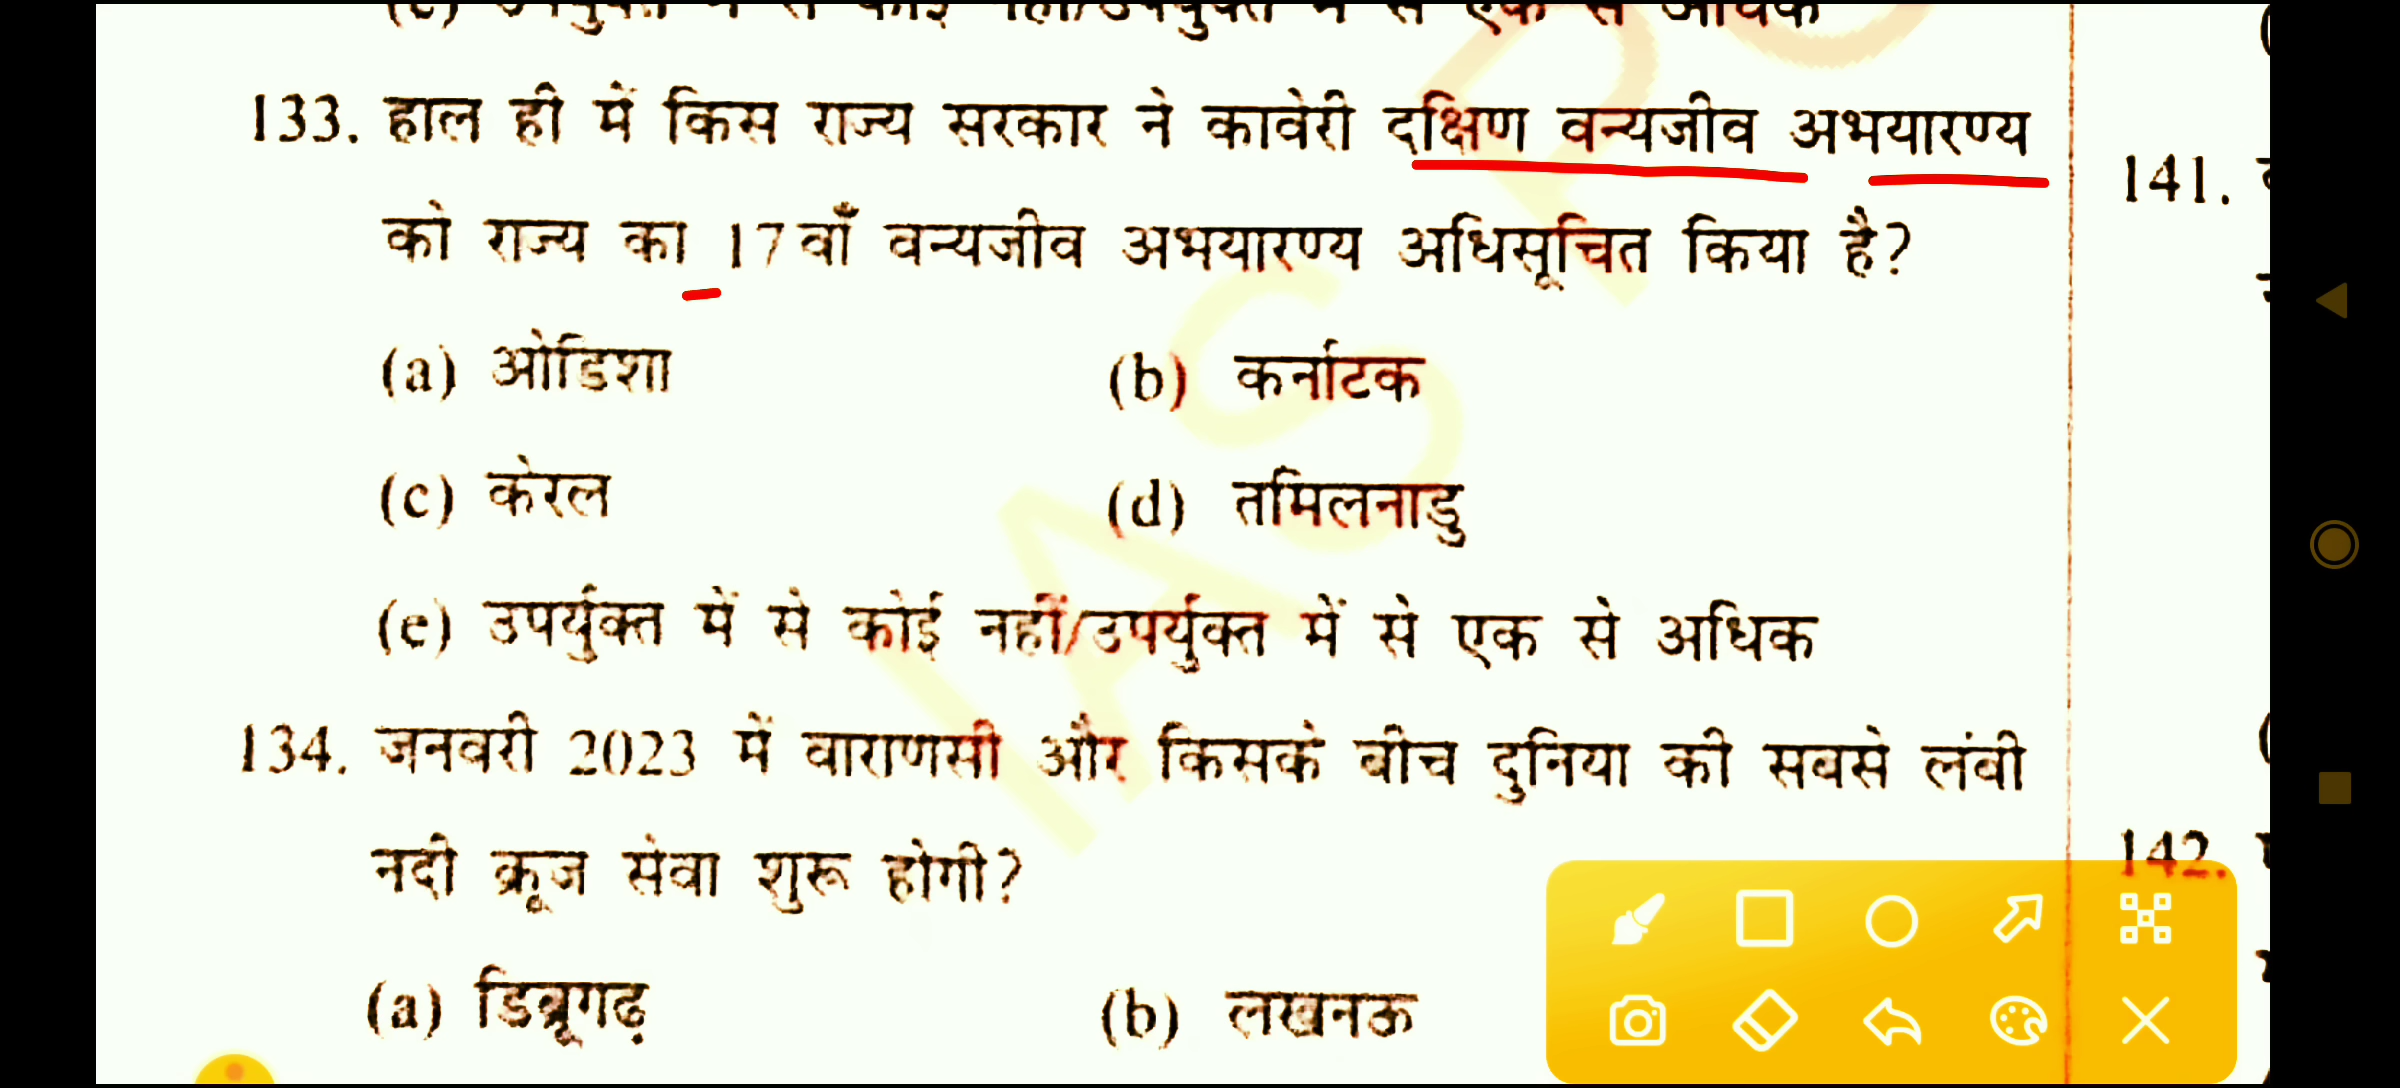 133. हाल ही में किस राज्य सरकार ने कावेरी दक्षिण वन्यजीव अभयारण्य
को राज्य का 17वाँ वन्यजीव अभयारण्य अधिसूचित किया है?
(a) ओडिशा
(b) कर्नाटक
(c) केरल
(d) तमिलनाडु
(e) उपर्युक्त में से कोई नहीं/उपर्युक्त में से एक से अधिक
134. जनवरी 2023 में वाराणसी और किसके बीच दुनिया की सबसे लंबी
नदी क्रूज सेवा शुरू होगी?
(a) डिब्रूगढ़
(b) लखनऊ
141.
142.
IAS